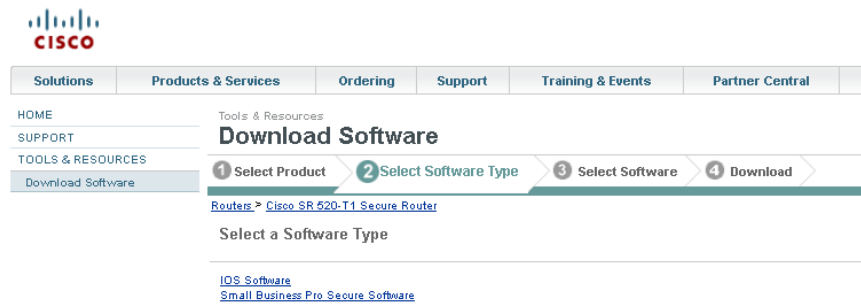 CISCO
Solutions Products & Services Ordering Support Training & Events Partner Central
HOME
SUPPORT
TOOLS & RESOURCES
Download Software
Tools & Resources
Download Software
1 Select Product 2 Select Software Type 3 Select Software 4 Download
Routers > Cisco SR 520-T1 Secure Router
Select a Software Type
IOS Software
Small Business Pro Secure Software